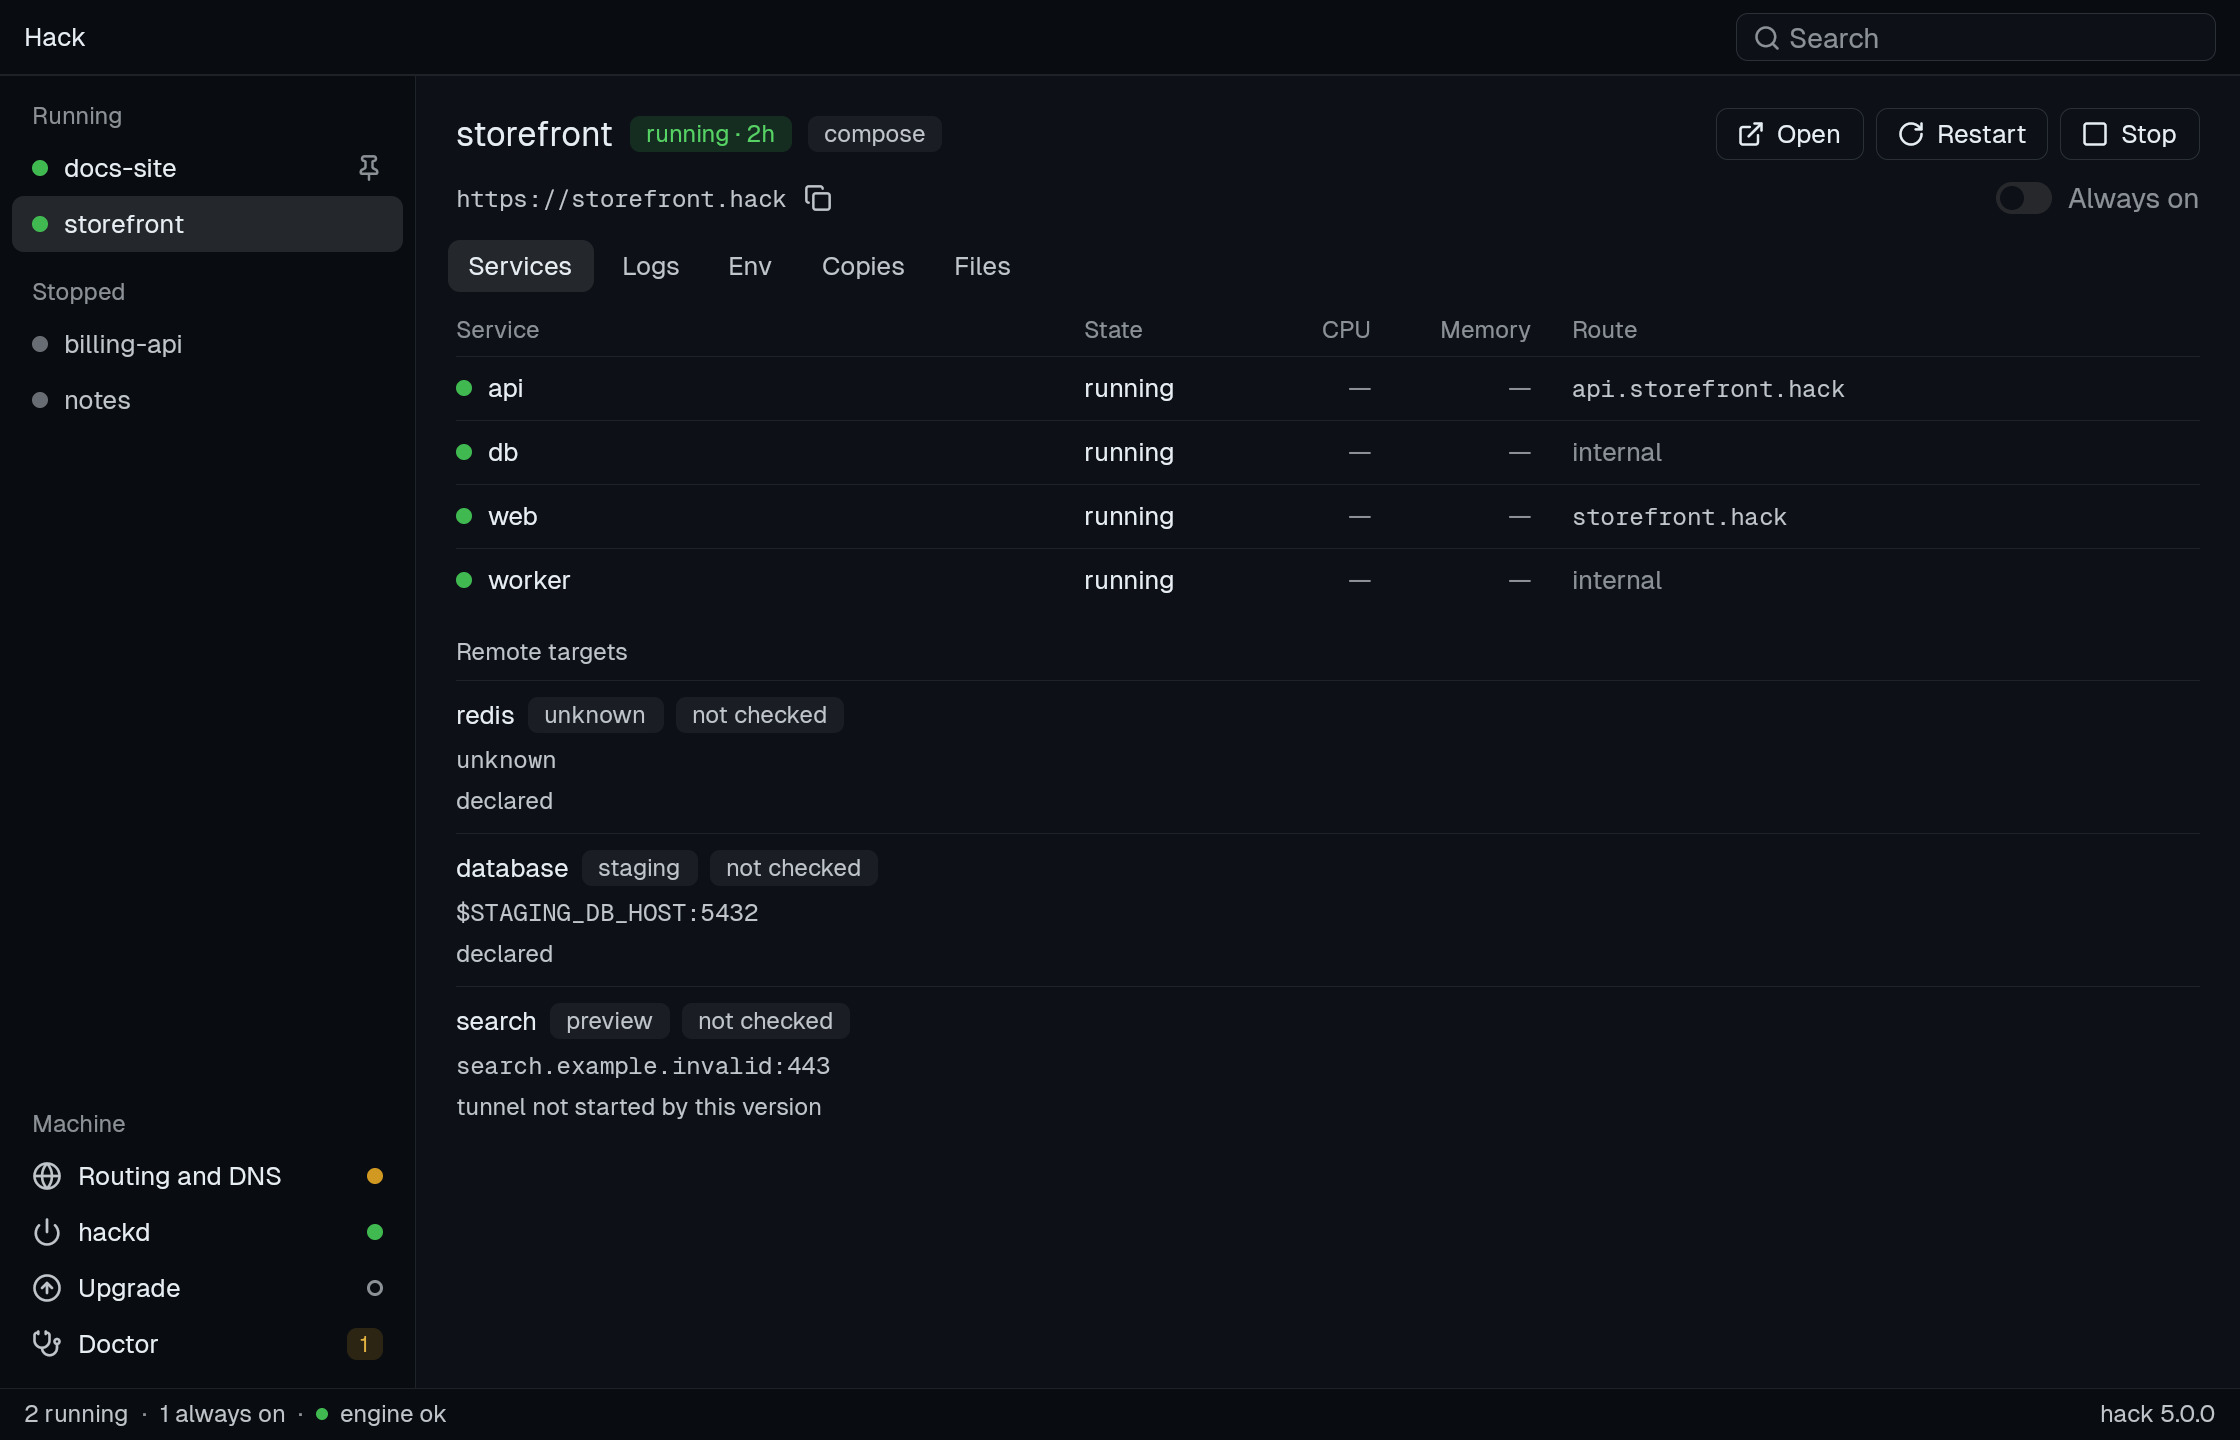 Hack
Search
Running
docs-site
storefront
Stopped
billing-api
notes
Machine
Routing and DNS
hackd
Upgrade
Doctor 1
storefront running · 2h compose
Open Restart Stop
https://storefront.hack
Always on
Services Logs Env Copies Files
Service State CPU Memory Route
api running — — api.storefront.hack
db running — — internal
web running — — storefront.hack
worker running — — internal
Remote targets
redis unknown not checked
unknown
declared
database staging not checked
$STAGING_DB_HOST:5432
declared
search preview not checked
search.example.invalid:443
tunnel not started by this version
2 running · 1 always on · engine ok
hack 5.0.0